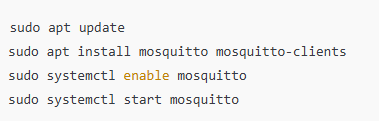 sudo apt update
sudo apt install mosquitto mosquitto-clients
sudo systemctl enable mosquitto
sudo systemctl start mosquitto